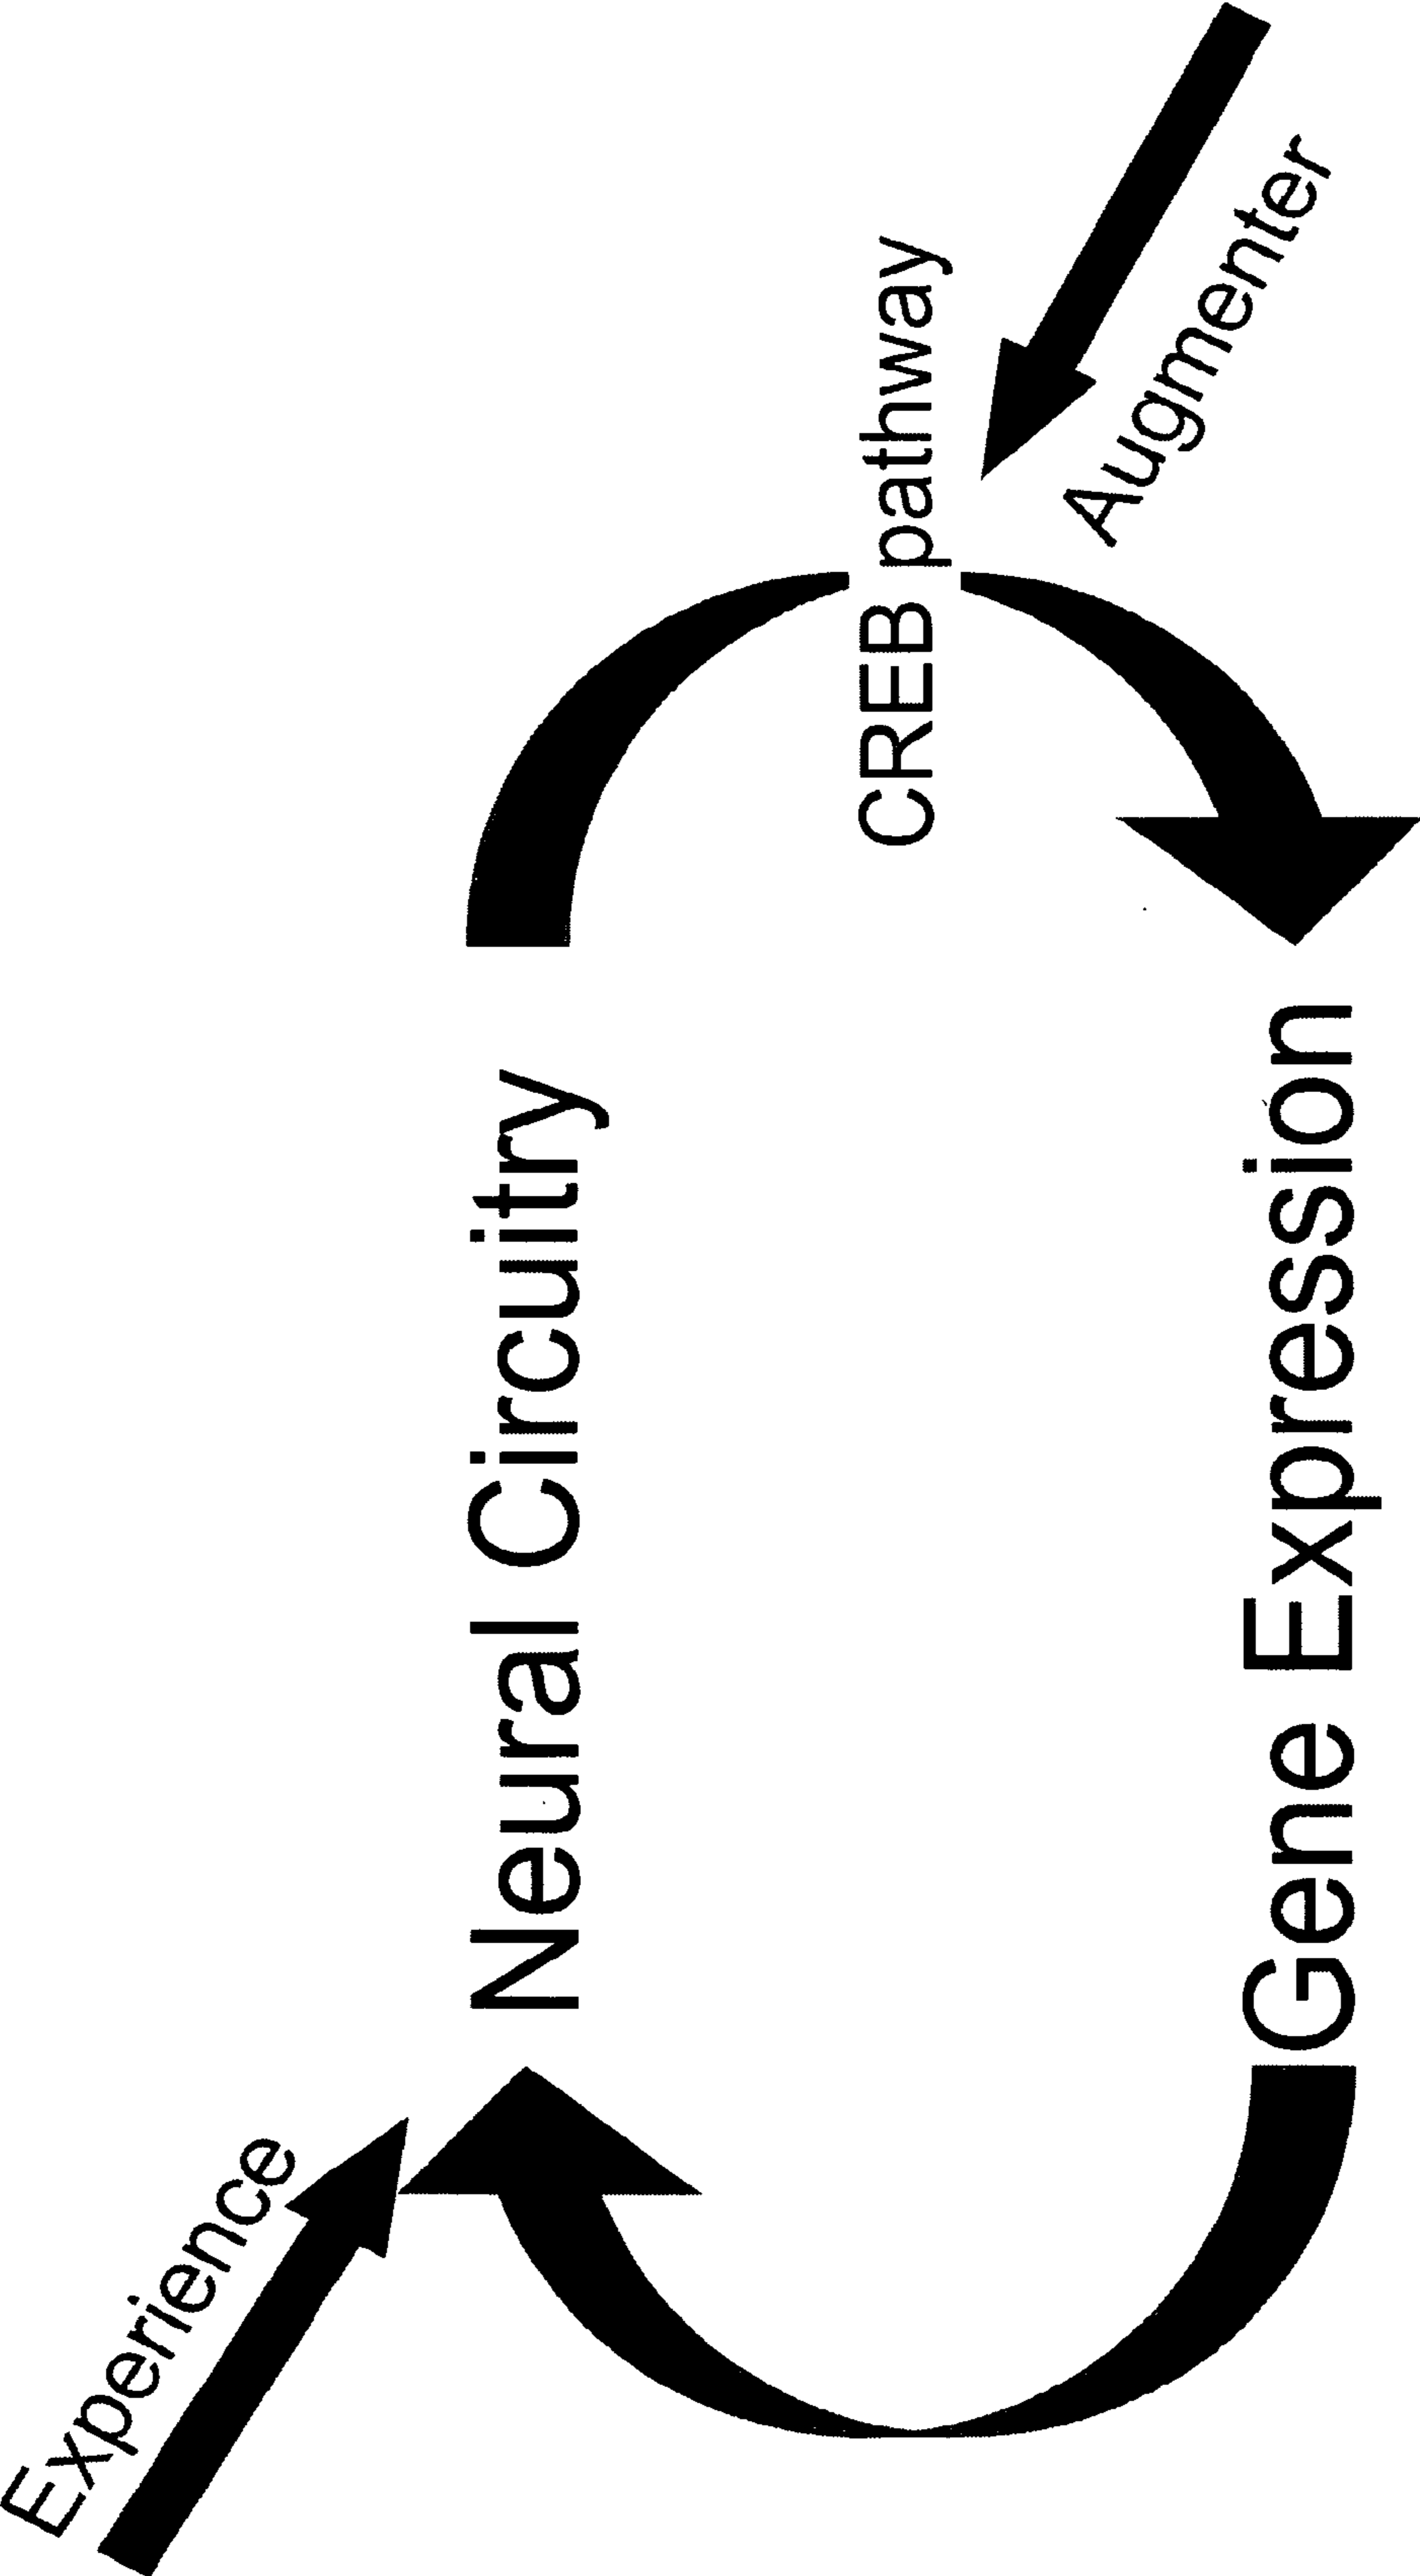 Experience
Neural Circuitry
CREB pathway
Augmenter
Gene Expression